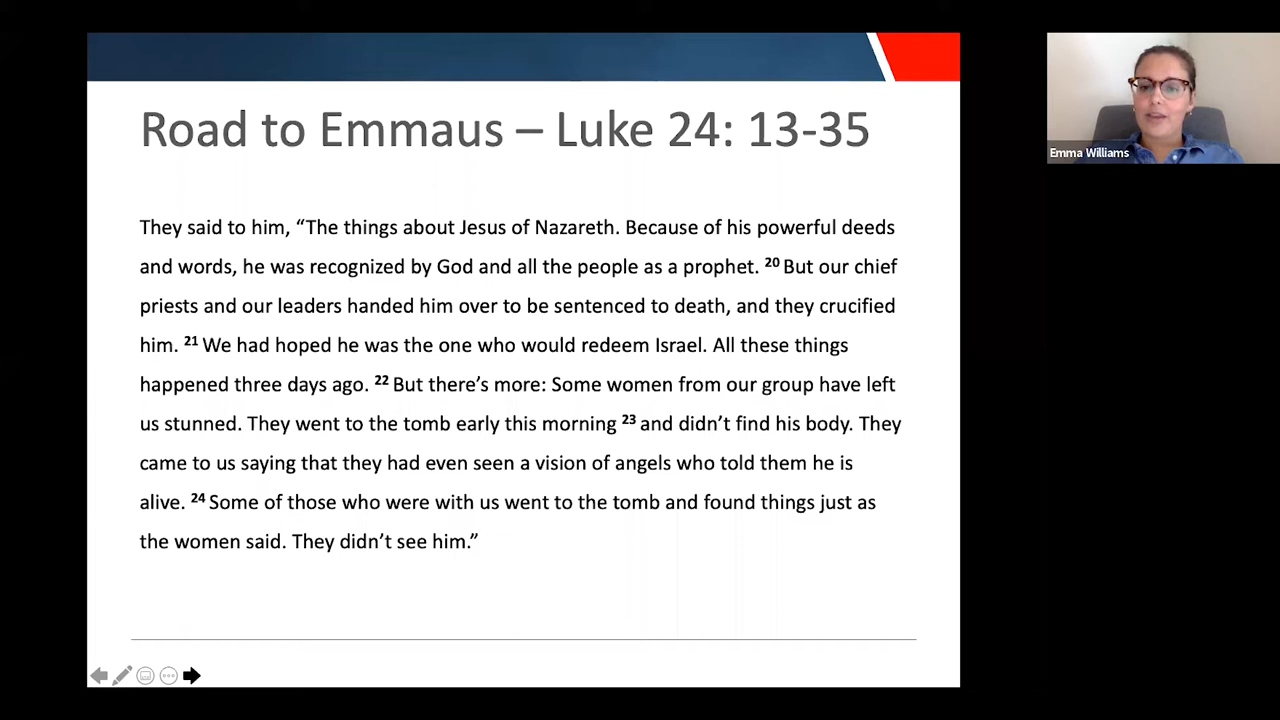 Road to Emmaus – Luke 24: 13-35
They said to him, “The things about Jesus of Nazareth. Because of his powerful deeds
and words, he was recognized by God and all the people as a prophet. 20 But our chief
priests and our leaders handed him over to be sentenced to death, and they crucified
him. 21 We had hoped he was the one who would redeem Israel. All these things
happened three days ago. 22 But there’s more: Some women from our group have left
us stunned. They went to the tomb early this morning 23 and didn’t find his body. They
came to us saying that they had even seen a vision of angels who told them he is
alive. 24 Some of those who were with us went to the tomb and found things just as
the women said. They didn’t see him.”
Emma Williams